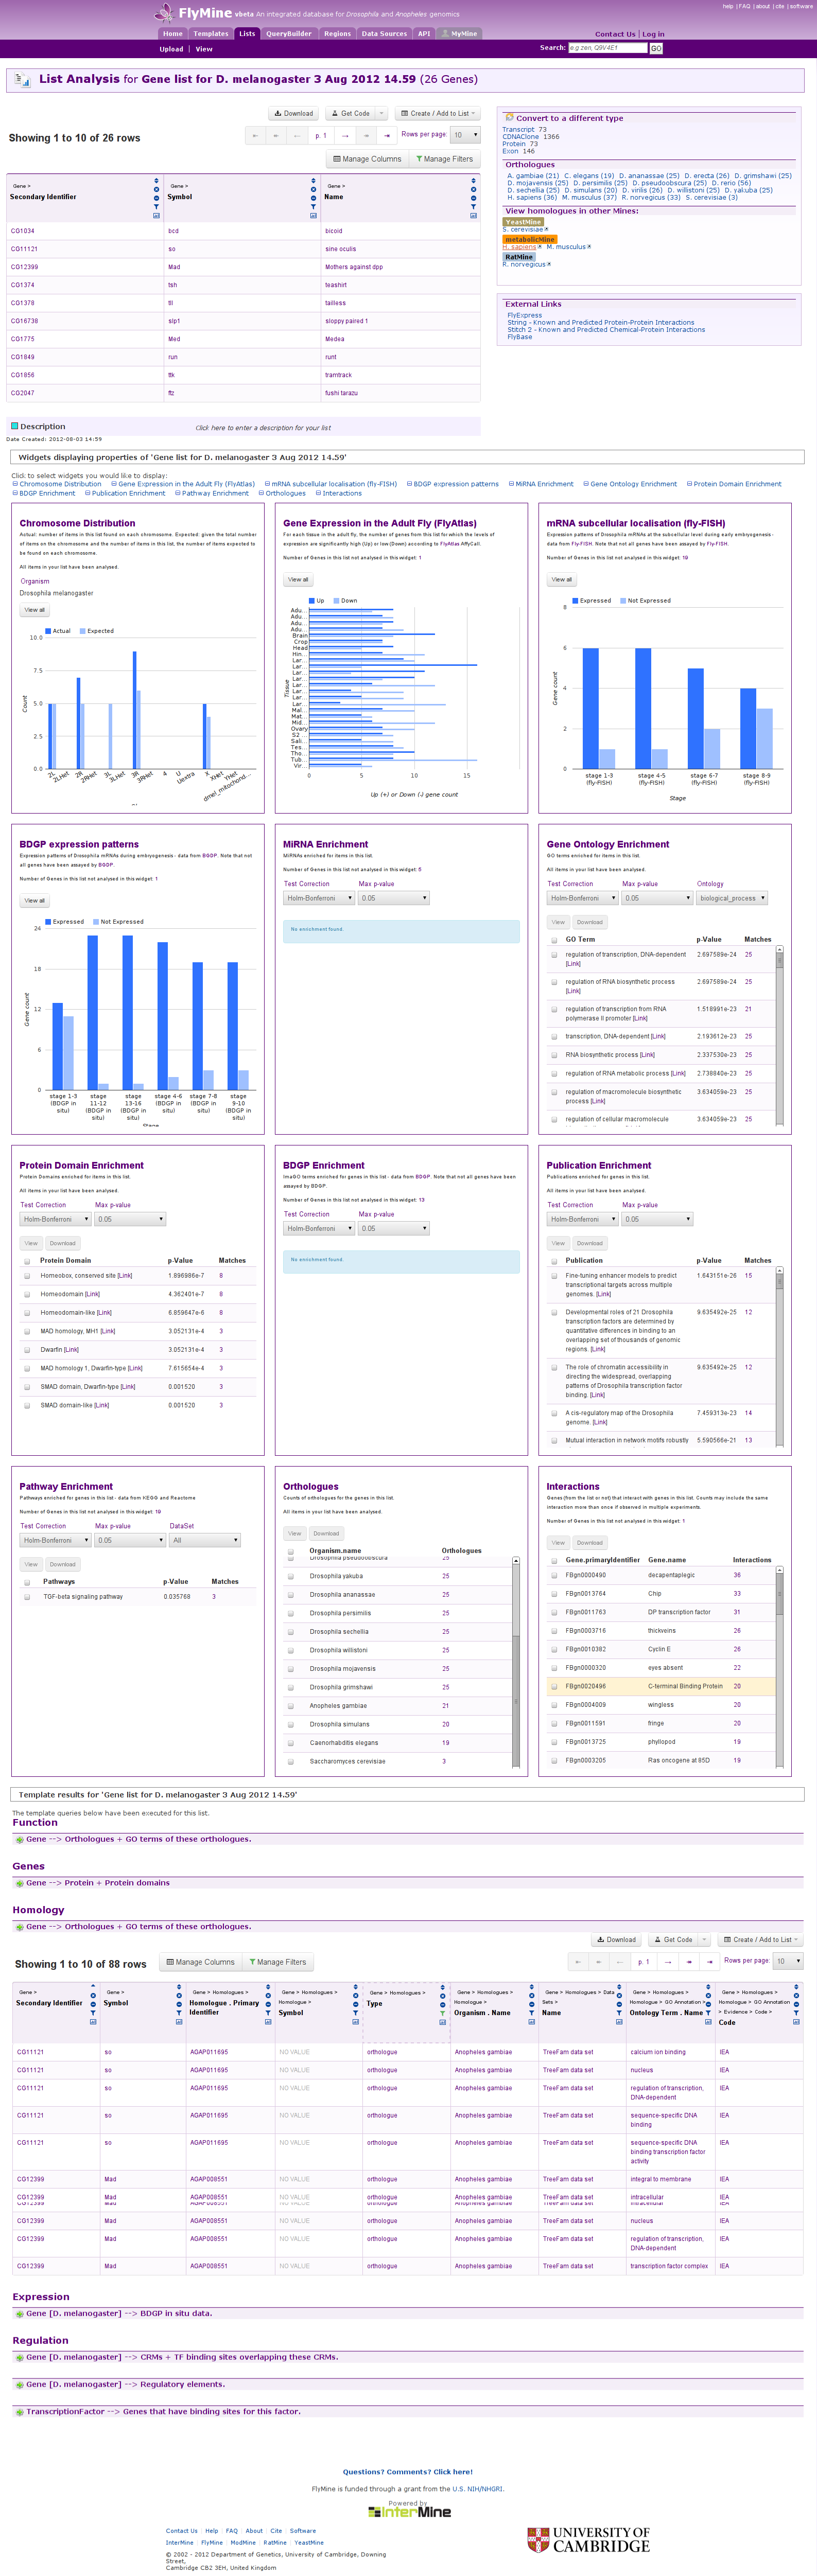 help | FAQ | about | cite | software
FlyMine vbeta An integrated database for Drosophila and Anopheles genomics
Home Templates Lists QueryBuilder Regions Data Sources API MyMine
Contact Us | Log in
Upload | View
Search: e.g zen, Q9V4E1 GO
List Analysis for Gene list for D. melanogaster 3 Aug 2012 14.59 (26 Genes)
Download Get Code Create / Add to List
Showing 1 to 10 of 26 rows
p. 1 Rows per page: 10
Manage Columns Manage Filters
Gene > Secondary Identifier
Gene > Symbol
Gene > Name
CG1034 bcd bicoid
CG11121 so sine oculis
CG12399 Mad Mothers against dpp
CG1374 tsh teashirt
CG1378 tll tailless
CG16738 slp1 sloppy paired 1
CG1775 Med Medea
CG1849 run runt
CG1856 ttk tramtrack
CG2047 ftz fushi tarazu
Convert to a different type
Transcript 73
CDNAClone 1366
Protein 73
Exon 146
Orthologues
A. gambiae (21) C. elegans (19) D. ananassae (25) D. erecta (26) D. grimshawi (25)
D. mojavensis (25) D. persimilis (25) D. pseudoobscura (25) D. rerio (56)
D. sechellia (25) D. simulans (20) D. virilis (26) D. willistoni (25) D. yakuba (25)
H. sapiens (36) M. musculus (37) R. norvegicus (33) S. cerevisiae (3)
View homologues in other Mines:
YeastMine
S. cerevisiae
metabolicMine
H. sapiens M. musculus
RatMine
R. norvegicus
External Links
FlyExpress
String - Known and Predicted Protein-Protein Interactions
Stitch 2 - Known and Predicted Chemical-Protein Interactions
FlyBase
Description Click here to enter a description for your list
Date Created: 2012-08-03 14:59
Widgets displaying properties of 'Gene list for D. melanogaster 3 Aug 2012 14.59'
Click to select widgets you would like to display:
Chromosome Distribution Gene Expression in the Adult Fly (FlyAtlas) mRNA subcellular localisation (fly-FISH) BDGP expression patterns MiRNA Enrichment Gene Ontology Enrichment Protein Domain Enrichment
BDGP Enrichment Publication Enrichment Pathway Enrichment Orthologues Interactions
Chromosome Distribution
Actual: number of items in this list found on each chromosome. Expected: given the total number
of items on the chromosome and the number of items in this list, the number of items expected to
be found on each chromosome.
All items in your list have been analysed.
Organism
Drosophila melanogaster
View all
Actual Expected
10.0
7.5
5.0
2.5
0.0
Count
2L 2LHet 2R 2RHet 3L 3LHet 3R 3RHet 4 U Uextra X XHet YHet dmel_mitochond...
Gene Expression in the Adult Fly (FlyAtlas)
For each tissue in the adult fly, the number of genes from this list for which the levels of
expression are significantly high (Up) or low (Down) according to FlyAtlas AffyCall.
Number of Genes in this list not analysed in this widget: 1
View all
Up Down
Tissue
Adu...
Adu...
Adu...
Adu...
Brain
Crop
Head
Hin...
Lar...
Lar...
Lar...
Lar...
Lar...
Lar...
Lar...
Lar...
Mal...
Mat...
Mid...
Ovary
S2 ...
Sali...
Tes...
Tho...
Tub...
Vir...
0 5 10 15
Up (+) or Down (-) gene count
mRNA subcellular localisation (fly-FISH)
Expression patterns of Drosophila mRNAs at the subcellular level during early embryogenesis -
data from Fly-FISH. Note that not all genes have been assayed by Fly-FISH.
Number of Genes in this list not analysed in this widget: 19
View all
Expressed Not Expressed
8
6
4
2
0
Gene count
stage 1-3 (fly-FISH) stage 4-5 (fly-FISH) stage 6-7 (fly-FISH) stage 8-9 (fly-FISH)
Stage
BDGP expression patterns
Expression patterns of Drosophila mRNAs during embryogenesis - data from BDGP. Note that not
all genes have been assayed by BDGP.
Number of Genes in this list not analysed in this widget: 1
View all
Expressed Not Expressed
24
18
12
6
0
Gene count
stage 1-3 (BDGP in situ) stage 11-12 (BDGP in situ) stage 13-16 (BDGP in situ) stage 4-6 (BDGP in situ) stage 7-8 (BDGP in situ) stage 9-10 (BDGP in situ)
Stage
MiRNA Enrichment
MiRNAs enriched for items in this list.
Number of Genes in this list not analysed in this widget: 6
Test Correction Max p-value
Holm-Bonferroni 0.05
No enrichment found.
Gene Ontology Enrichment
GO terms enriched for items in this list.
All items in your list have been analysed.
Test Correction Max p-value Ontology
Holm-Bonferroni 0.05 biological_process
View Download
GO Term p-Value Matches
regulation of transcription, DNA-dependent [Link] 2.697589e-24 25
regulation of RNA biosynthetic process [Link] 2.697589e-24 25
regulation of transcription from RNA polymerase II promoter [Link] 1.518991e-23 21
transcription, DNA-dependent [Link] 2.193612e-23 25
RNA biosynthetic process [Link] 2.337530e-23 25
regulation of RNA metabolic process [Link] 2.738840e-23 25
regulation of macromolecule biosynthetic process [Link] 3.634059e-23 25
regulation of cellular macromolecule 3.634059e-23 25
Protein Domain Enrichment
Protein Domains enriched for items in this list.
All items in your list have been analysed.
Test Correction Max p-value
Holm-Bonferroni 0.05
View Download
Protein Domain p-Value Matches
Homeobox, conserved site [Link] 1.896986e-7 8
Homeodomain [Link] 4.362401e-7 8
Homeodomain-like [Link] 6.859647e-6 8
MAD homology, MH1 [Link] 3.052131e-4 3
Dwarfin [Link] 3.052131e-4 3
MAD homology 1, Dwarfin-type [Link] 7.615654e-4 3
SMAD domain, Dwarfin-type [Link] 0.001520 3
SMAD domain-like [Link] 0.001520 3
BDGP Enrichment
ImaGO terms enriched for genes in this list - data from BDGP. Note that not all genes have been
assayed by BDGP.
Number of Genes in this list not analysed in this widget: 13
Test Correction Max p-value
Holm-Bonferroni 0.05
No enrichment found.
Publication Enrichment
Publications enriched for genes in this list.
All items in your list have been analysed.
Test Correction Max p-value
Holm-Bonferroni 0.05
View Download
Publication p-Value Matches
Fine-tuning enhancer models to predict transcriptional targets across multiple genomes. [Link] 1.643151e-26 15
Developmental roles of 21 Drosophila transcription factors are determined by quantitative differences in binding to an overlapping set of thousands of genomic regions. [Link] 9.635492e-25 12
The role of chromatin accessibility in directing the widespread, overlapping patterns of Drosophila transcription factor binding. [Link] 9.635492e-25 12
A cis-regulatory map of the Drosophila genome. [Link] 7.459313e-23 14
Mutual interaction in network motifs robustly 5.590566e-21 13
Pathway Enrichment
Pathways enriched for genes in this list - data from KEGG and Reactome
Number of Genes in this list not analysed in this widget: 19
Test Correction Max p-value DataSet
Holm-Bonferroni 0.05 All
View Download
Pathways p-Value Matches
TGF-beta signaling pathway 0.035768 3
Orthologues
Counts of orthologues for the genes in this list.
All items in your list have been analysed.
View Download
Organism.name Orthologues
Drosophila pseudoobscura 25
Drosophila yakuba 25
Drosophila ananassae 25
Drosophila persimilis 25
Drosophila sechellia 25
Drosophila willistoni 25
Drosophila mojavensis 25
Drosophila grimshawi 25
Anopheles gambiae 21
Drosophila simulans 20
Caenorhabditis elegans 19
Saccharomyces cerevisiae 3
Interactions
Genes (from the list or not) that interact with genes in this list. Counts may include the same
interaction more than once if observed in multiple experiments.
Number of Genes in this list not analysed in this widget: 1
View Download
Gene.primaryIdentifier Gene.name Interactions
FBgn0000490 decapentaplegic 36
FBgn0013764 Chip 33
FBgn0011763 DP transcription factor 31
FBgn0003716 thickveins 26
FBgn0010382 Cyclin E 26
FBgn0000320 eyes absent 22
FBgn0020496 C-terminal Binding Protein 20
FBgn0004009 wingless 20
FBgn0011591 fringe 20
FBgn0013725 phyllopod 19
FBgn0003205 Ras oncogene at 85D 19
Template results for 'Gene list for D. melanogaster 3 Aug 2012 14.59'
The template queries below have been executed for this list.
Function
Gene --> Orthologues + GO terms of these orthologues.
Genes
Gene --> Protein + Protein domains
Homology
Gene --> Orthologues + GO terms of these orthologues.
Download Get Code Create / Add to List
Showing 1 to 10 of 88 rows Manage Columns Manage Filters p. 1 Rows per page: 10
Gene > Secondary Identifier
Gene > Symbol
Gene > Homologues > Homologue . Primary Identifier
Gene > Homologues > Homologue > Symbol
Gene > Homologues > Type
Gene > Homologues > Homologue > Organism . Name
Gene > Homologues > Data Sets > Name
Gene > Homologues > Homologue > GO Annotation > Ontology Term . Name
Gene > Homologues > Homologue > GO Annotation > Evidence > Code > Code
CG11121 so AGAP011695 NO VALUE orthologue Anopheles gambiae TreeFam data set calcium ion binding IEA
CG11121 so AGAP011695 NO VALUE orthologue Anopheles gambiae TreeFam data set nucleus IEA
CG11121 so AGAP011695 NO VALUE orthologue Anopheles gambiae TreeFam data set regulation of transcription, DNA-dependent IEA
CG11121 so AGAP011695 NO VALUE orthologue Anopheles gambiae TreeFam data set sequence-specific DNA binding IEA
CG11121 so AGAP011695 NO VALUE orthologue Anopheles gambiae TreeFam data set sequence-specific DNA binding transcription factor activity IEA
CG12399 Mad AGAP008551 NO VALUE orthologue Anopheles gambiae TreeFam data set integral to membrane IEA
CG12399 Mad AGAP008551 NO VALUE orthologue Anopheles gambiae TreeFam data set intracellular IEA
CG12399 Mad AGAP008551 NO VALUE orthologue Anopheles gambiae TreeFam data set intracellular IEA
CG12399 Mad AGAP008551 NO VALUE orthologue Anopheles gambiae TreeFam data set nucleus IEA
CG12399 Mad AGAP008551 NO VALUE orthologue Anopheles gambiae TreeFam data set regulation of transcription, DNA-dependent IEA
CG12399 Mad AGAP008551 NO VALUE orthologue Anopheles gambiae TreeFam data set transcription factor complex IEA
Expression
Gene [D. melanogaster] --> BDGP in situ data.
Regulation
Gene [D. melanogaster] --> CRMs + TF binding sites overlapping these CRMs.
Gene [D. melanogaster] --> Regulatory elements.
TranscriptionFactor --> Genes that have binding sites for this factor.
Questions? Comments? Click here!
FlyMine is funded through a grant from the U.S. NIH/NHGRI.
Powered by
InterMine
Contact Us | Help | FAQ | About | Cite | Software
InterMine | FlyMine | ModMine | RatMine | YeastMine
© 2002 - 2012 Department of Genetics, University of Cambridge, Downing
Street,
Cambridge CB2 3EH, United Kingdom
UNIVERSITY OF
CAMBRIDGE